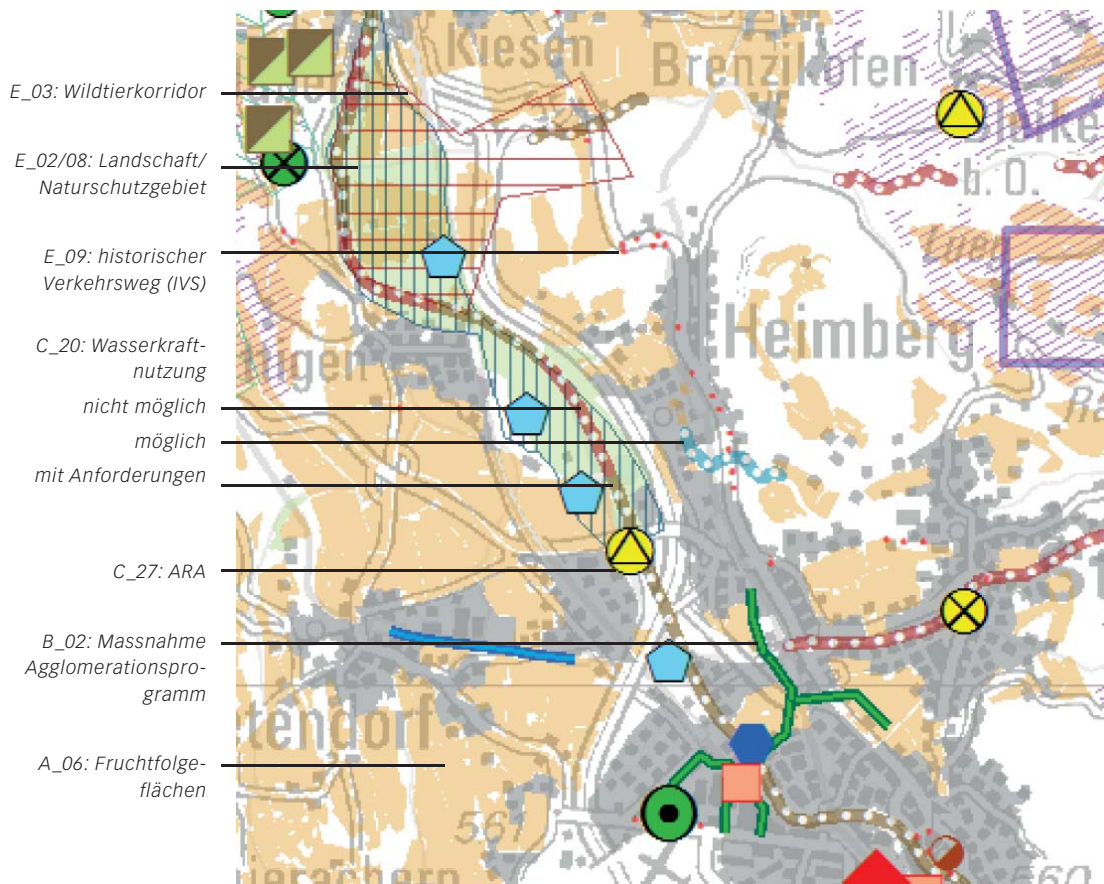 E_03: Wildtierkorridor
E_02/08: Landschaft/
Naturschutzgebiet
E_09: historischer
Verkehrsweg (IVS)
C_20: Wasserkraft-
nutzung
nicht möglich
möglich
mit Anforderungen
C_27: ARA
B_02: Massnahme
Agglomerationspro-
gramm
A_06: Fruchtfolge-
flächen
Kiesen
Brenzikofen
b. O.
Heimberg
igen
tendorf
561
560